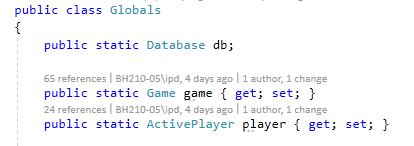 public class Globals
{
public static Database db;
65 references | BH210-05\ipd, 4 days ago | 1 author, 1 change
public static Game game { get; set; }
24 references | BH210-05\ipd, 4 days ago | 1 author, 1 change
public static ActivePlayer player { get; set; }